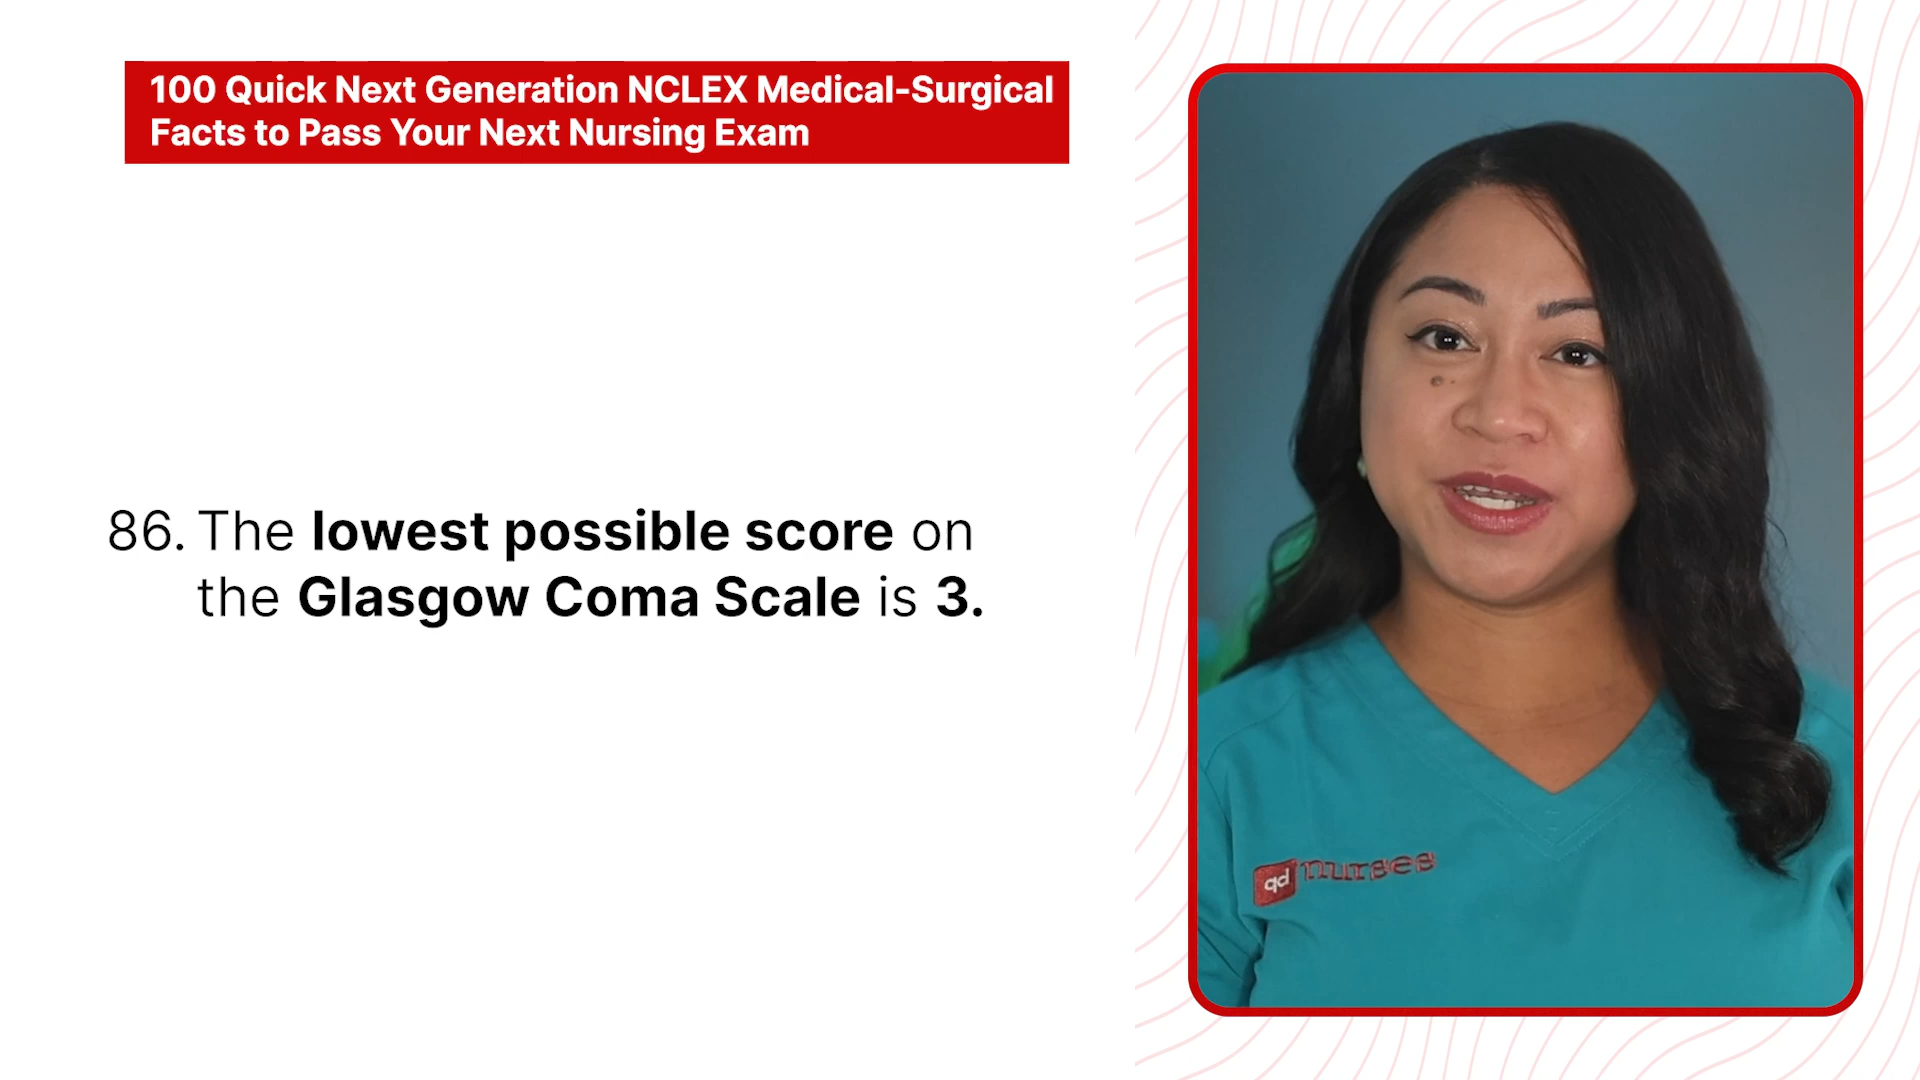 100 Quick Next Generation NCLEX Medical-Surgical
Facts to Pass Your Next Nursing Exam
86. The lowest possible score on
the Glasgow Coma Scale is 3.
qd nurses